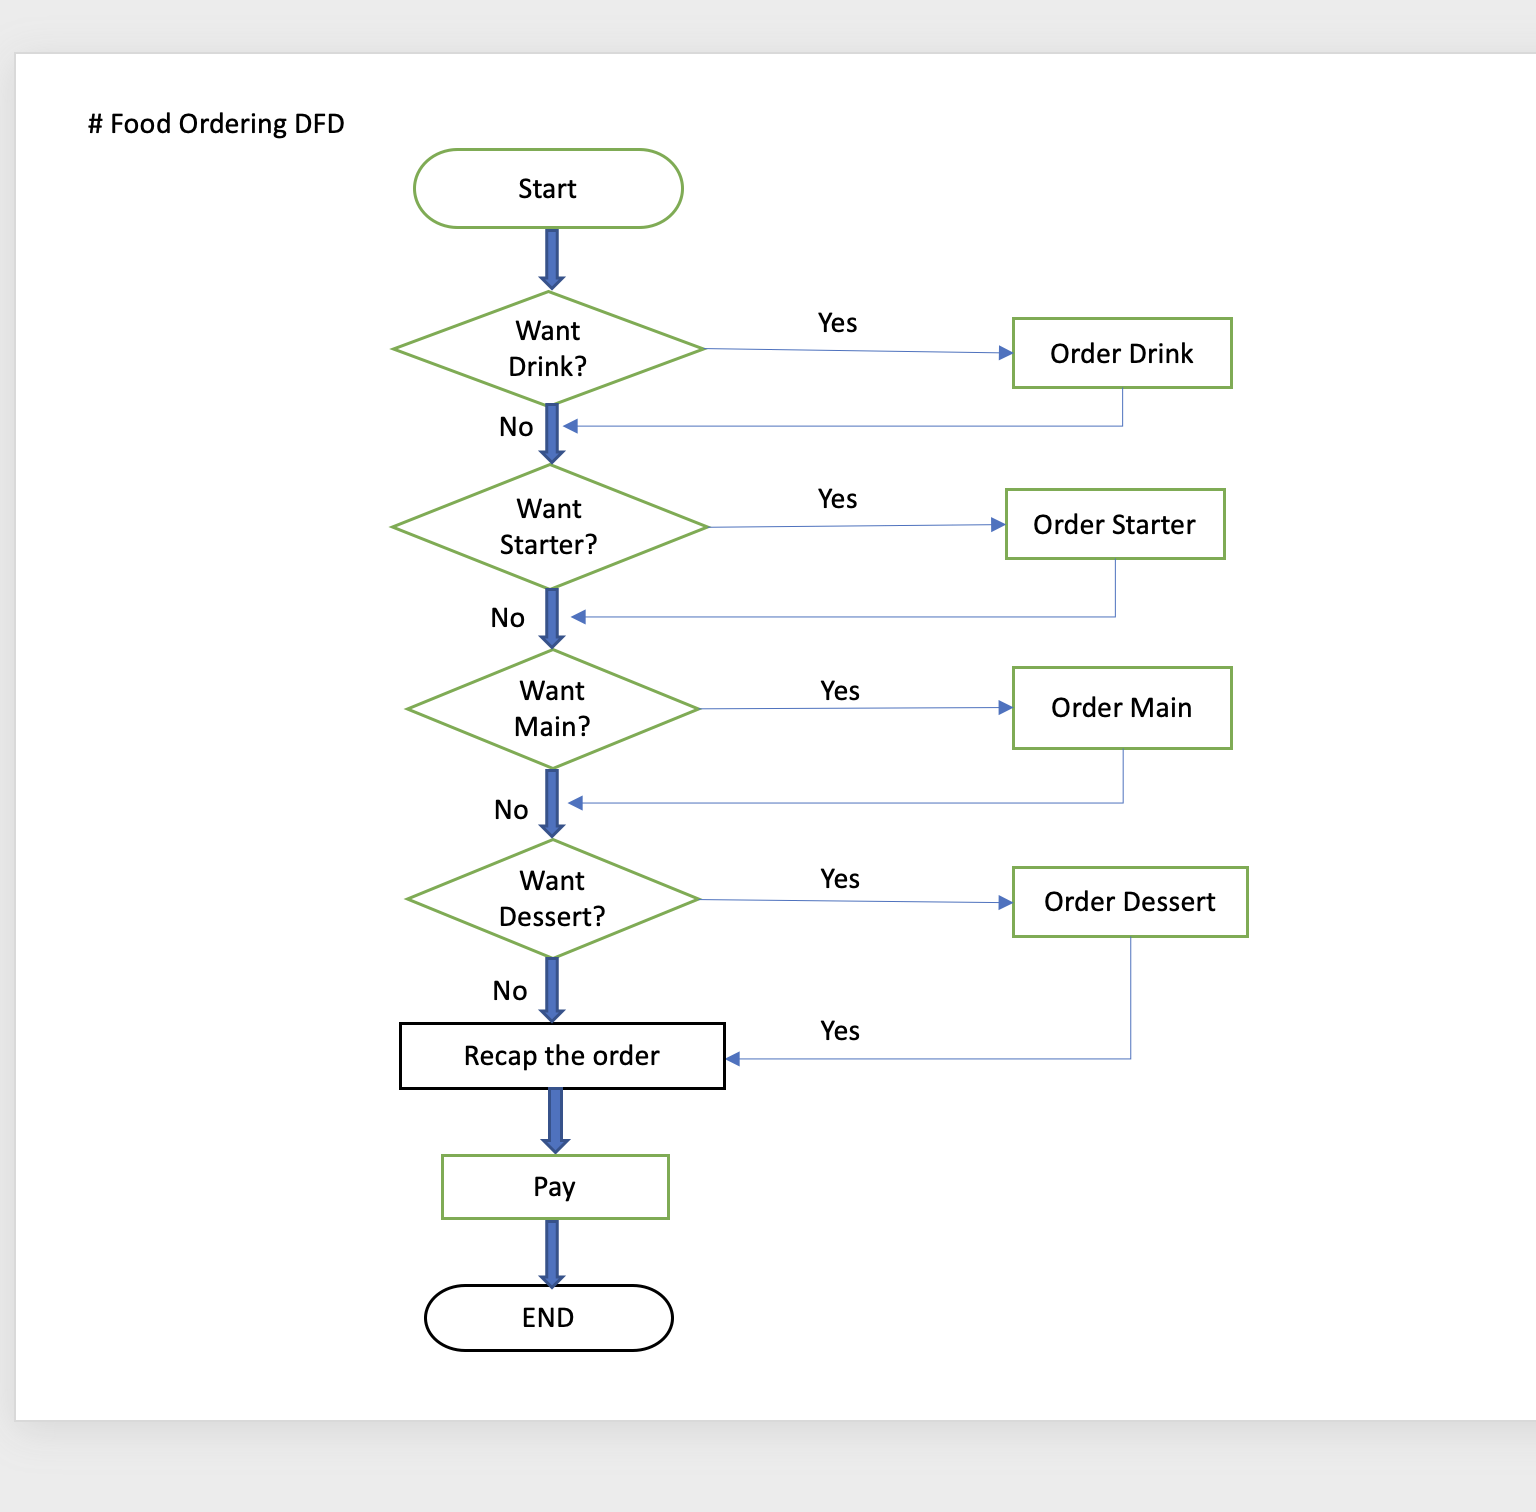 # Food Ordering DFD
Start
Want
Drink?
Yes
Order Drink
No
Want
Starter?
Yes
Order Starter
No
Want
Main?
Yes
Order Main
No
Want
Dessert?
Yes
Order Dessert
No
Recap the order
Yes
Pay
END